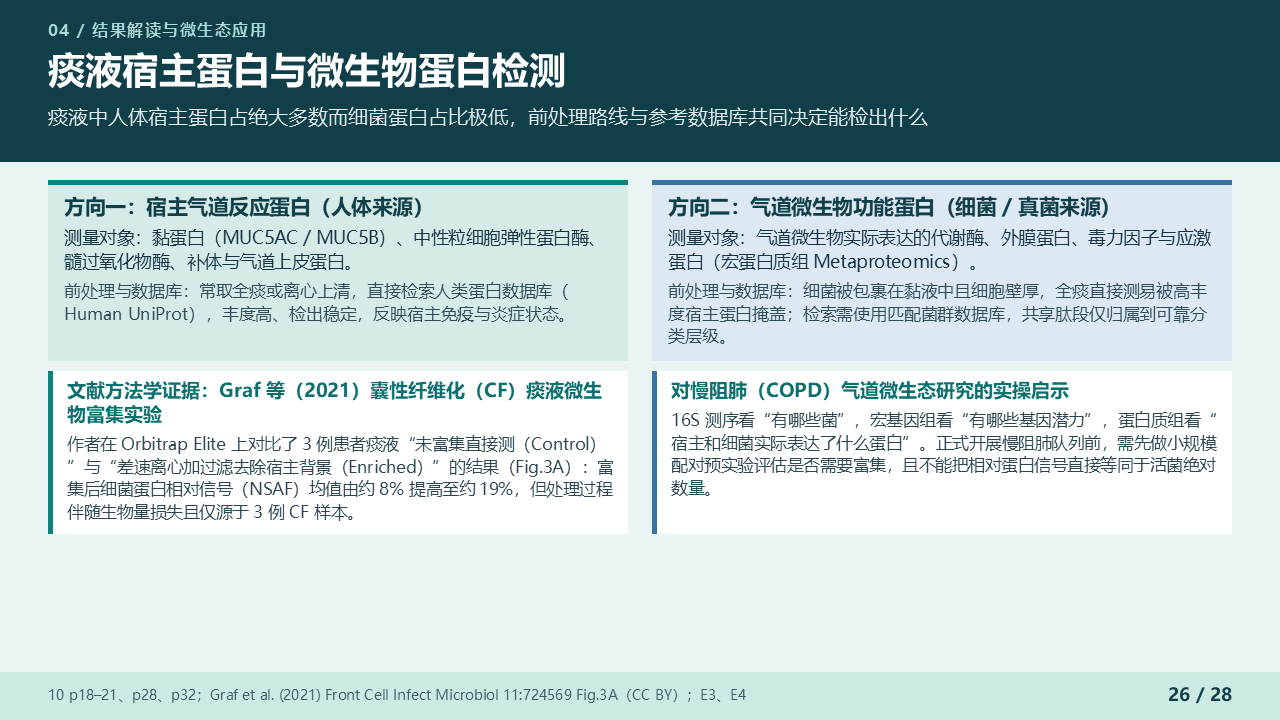 04 / 结果解读与微生态应用
痰液宿主蛋白与微生物蛋白检测
痰液中人体宿主蛋白占绝大多数而细菌蛋白占比极低，前处理路线与参考数据库共同决定能检出什么
方向一：宿主气道反应蛋白（人体来源）
测量对象：黏蛋白（MUC5AC / MUC5B）、中性粒细胞弹性蛋白酶、
髓过氧化物酶、补体与气道上皮蛋白。
前处理与数据库：常取全痰或离心上清，直接检索人类蛋白数据库（
Human UniProt），丰度高、检出稳定，反映宿主免疫与炎症状态。
方向二：气道微生物功能蛋白（细菌 / 真菌来源）
测量对象：气道微生物实际表达的代谢酶、外膜蛋白、毒力因子与应激
蛋白（宏蛋白质组 Metaproteomics）。
前处理与数据库：细菌被包裹在黏液中且细胞壁厚，全痰直接测易被高丰
度宿主蛋白掩盖；检索需使用匹配菌群数据库，共享肽段仅归属到可靠分
类层级。
文献方法学证据：Graf 等（2021）囊性纤维化（CF）痰液微生
物富集实验
作者在 Orbitrap Elite 上对比了 3 例患者痰液“未富集直接测（Control）
”与“差速离心加过滤去除宿主背景（Enriched）”的结果（Fig.3A）：富
集后细菌蛋白相对信号（NSAF）均值由约 8% 提高至约 19%，但处理过程
伴随生物量损失且仅源于 3 例 CF 样本。
对慢阻肺（COPD）气道微生态研究的实操启示
16S 测序看“有哪些菌”，宏基因组看“有哪些基因潜力”，蛋白质组看“
宿主和细菌实际表达了什么蛋白”。正式开展慢阻肺队列前，需先做小规模
配对预实验评估是否需要富集，且不能把相对蛋白信号直接等同于活菌绝对
数量。
10 p18–21、p28、p32；Graf et al. (2021) Front Cell Infect Microbiol 11:724569 Fig.3A（CC BY）；E3、E4
26 / 28